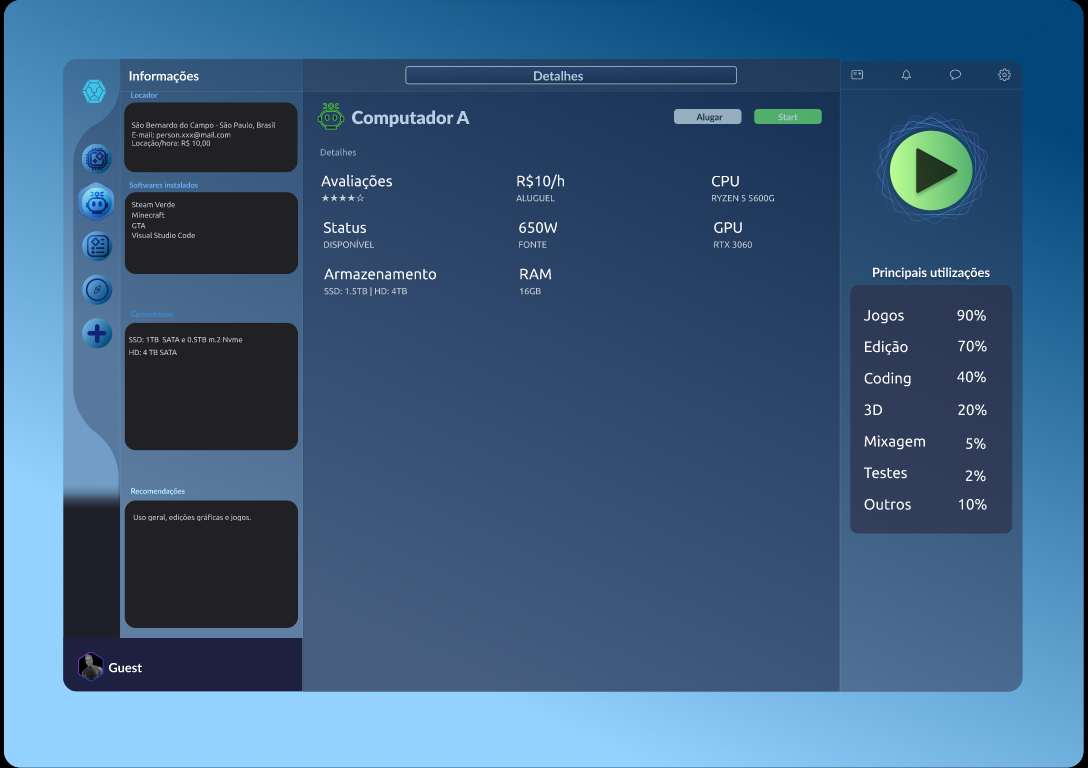 Informações
Locador
São Bernardo do Campo - São Paulo, Brasil
E-mail: person.xxx@mail.com
Locação/hora: R$ 10,00
Softwares instalados
Steam Verde
Minecraft
GTA
Visual Studio Code
Comentários
SSD: 1TB SATA e 0.5TB m.2 Nvme
HD: 4 TB SATA
Recomendações
Uso geral, edições gráficas e jogos.
Guest
Detalhes
Computador A
Alugar
Start
Detalhes
Avaliações
★★★★☆
R$10/h
ALUGUEL
CPU
RYZEN 5 5600G
Status
DISPONÍVEL
650W
FONTE
GPU
RTX 3060
Armazenamento
SSD: 1.5TB | HD: 4TB
RAM
16GB
Principais utilizações
Jogos 90%
Edição 70%
Coding 40%
3D 20%
Mixagem 5%
Testes 2%
Outros 10%